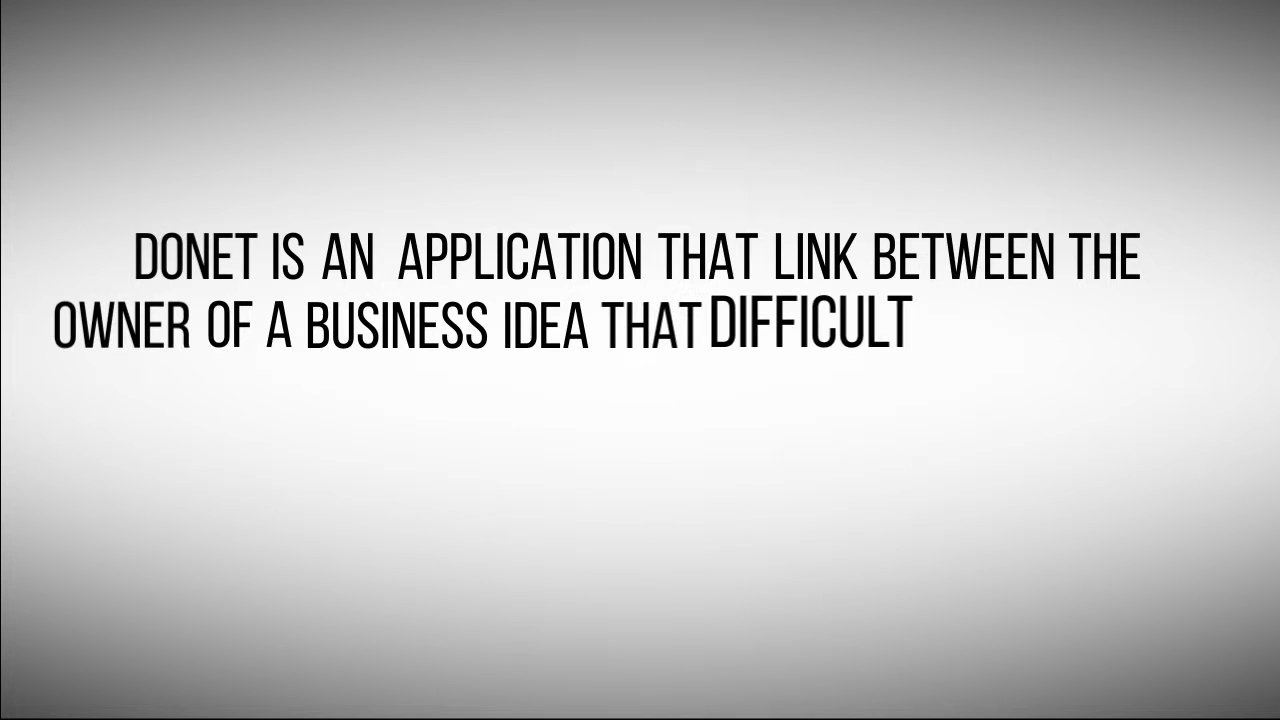 DONET IS AN APPLICATION THAT LINK BETWEEN THE
OWNER OF A BUSINESS IDEA THAT DIFFICULT